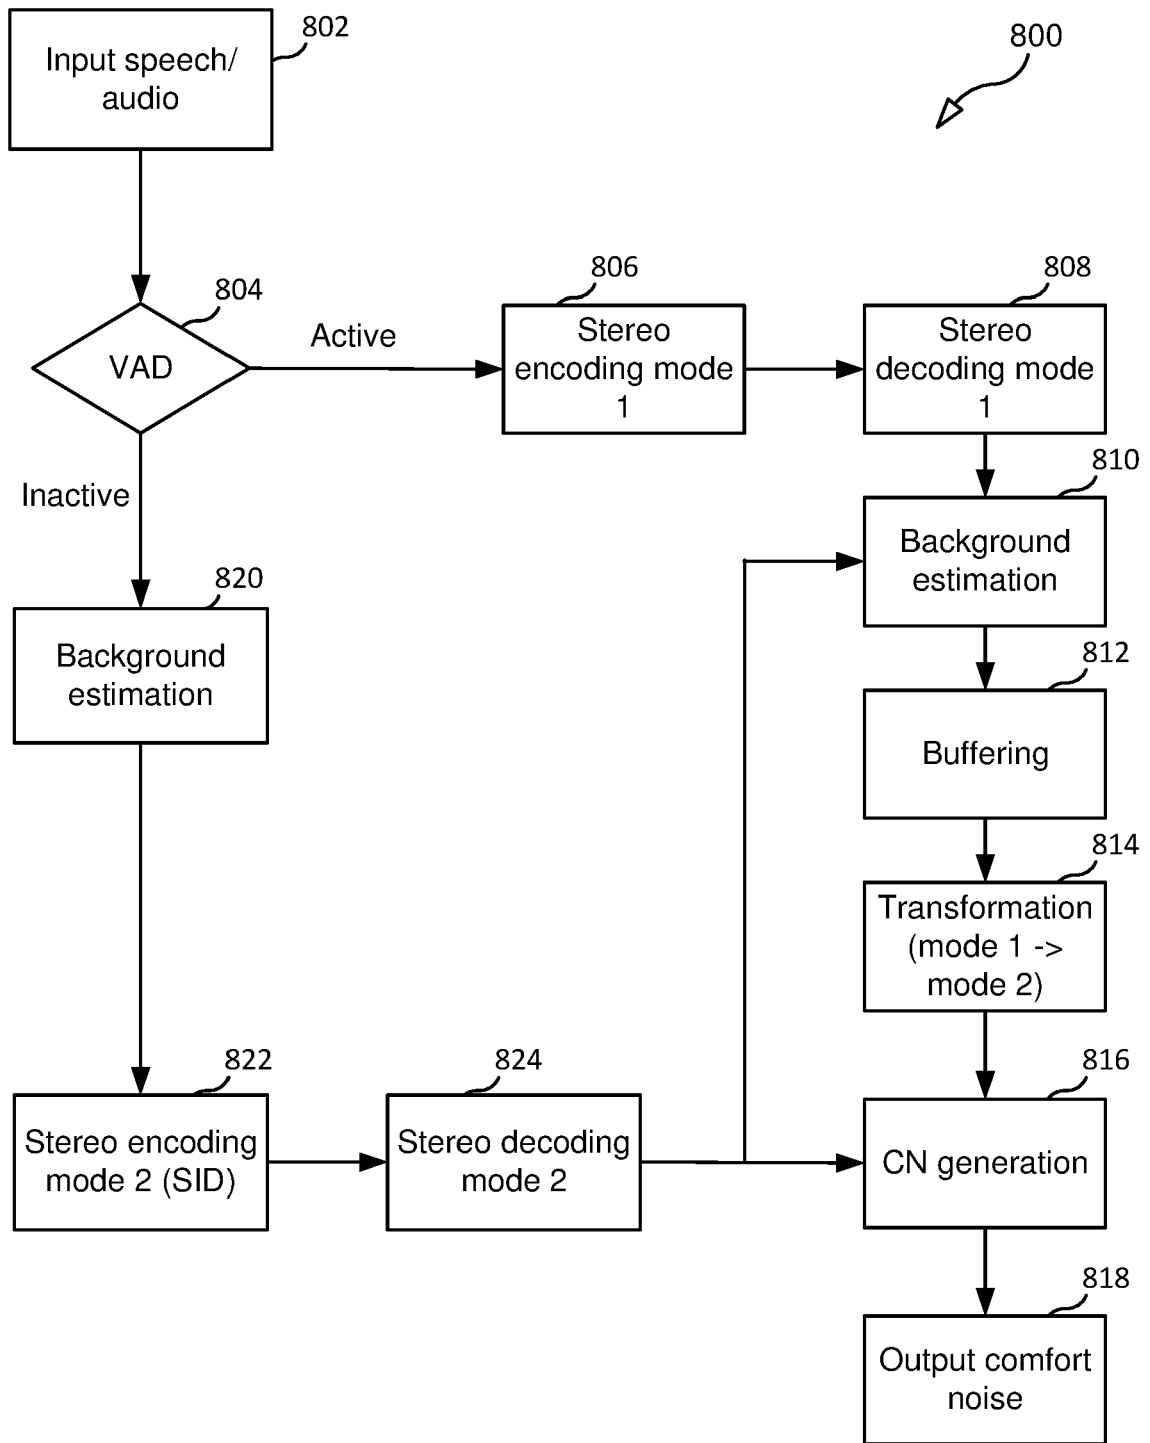 802
Input speech/
audio
800
804
VAD
Active
Inactive
806
Stereo
encoding mode
1
808
Stereo
decoding mode
1
810
Background
estimation
820
Background
estimation
812
Buffering
814
Transformation
(mode 1 ->
mode 2)
822
Stereo encoding
mode 2 (SID)
824
Stereo decoding
mode 2
816
CN generation
818
Output comfort
noise